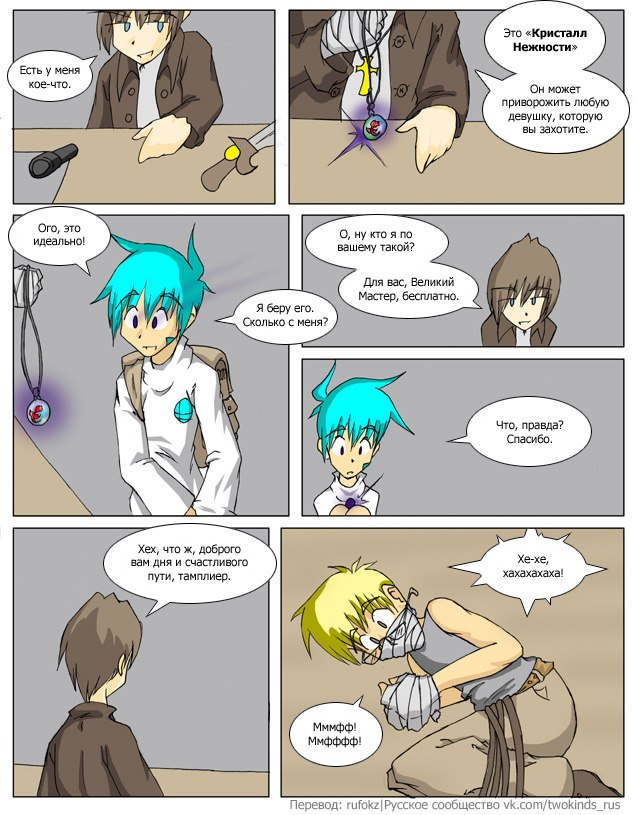 Есть у меня
кое-что.
Это «Кристалл
Нежности»
Он может
приворожить любую
девушку, которую
вы захотите.
Ого, это
идеально!
Я беру его.
Сколько с меня?
О, ну кто я по
вашему такой?
Для вас, Великий
Мастер, бесплатно.
Что, правда?
Спасибо.
Хех, что ж, доброго
вам дня и счастливого
пути, тамплиер.
Хе-хе,
хахахахаха!
Мммфф!
Ммфффф!
Перевод: rufokz|Русское сообщество vk.com/twokinds_rus